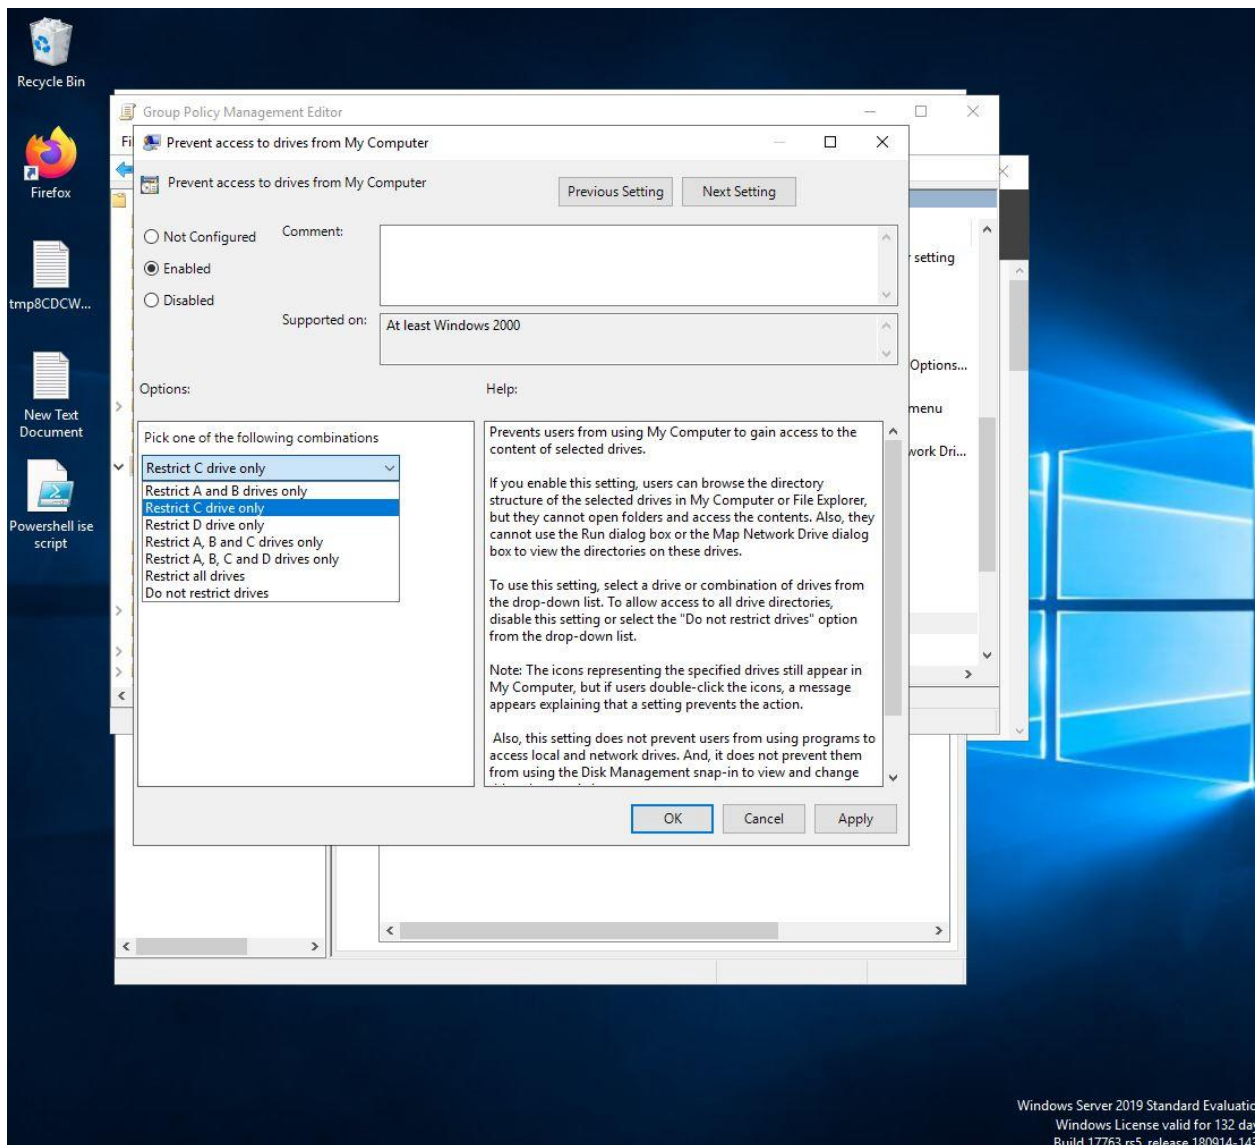 Recycle Bin
Firefox
tmp8CDCW...
New Text
Document
Powershell ise
script
Group Policy Management Editor
Fi
Prevent access to drives from My Computer
Prevent access to drives from My Computer
Previous Setting
Next Setting
Not Configured
Enabled
Disabled
Comment:
Supported on:
At least Windows 2000
Options:
Help:
Pick one of the following combinations
Restrict C drive only
Restrict A and B drives only
Restrict C drive only
Restrict D drive only
Restrict A, B and C drives only
Restrict A, B, C and D drives only
Restrict all drives
Do not restrict drives
Prevents users from using My Computer to gain access to the
content of selected drives.
If you enable this setting, users can browse the directory
structure of the selected drives in My Computer or File Explorer,
but they cannot open folders and access the contents. Also, they
cannot use the Run dialog box or the Map Network Drive dialog
box to view the directories on these drives.
To use this setting, select a drive or combination of drives from
the drop-down list. To allow access to all drive directories,
disable this setting or select the "Do not restrict drives" option
from the drop-down list.
Note: The icons representing the specified drives still appear in
My Computer, but if users double-click the icons, a message
appears explaining that a setting prevents the action.
Also, this setting does not prevent users from using programs to
access local and network drives. And, it does not prevent them
from using the Disk Management snap-in to view and change
OK
Cancel
Apply
setting
Options...
menu
work Dri...
Windows Server 2019 Standard Evaluatio
Windows License valid for 132 da
Build 17763.rs5_release.180914-14